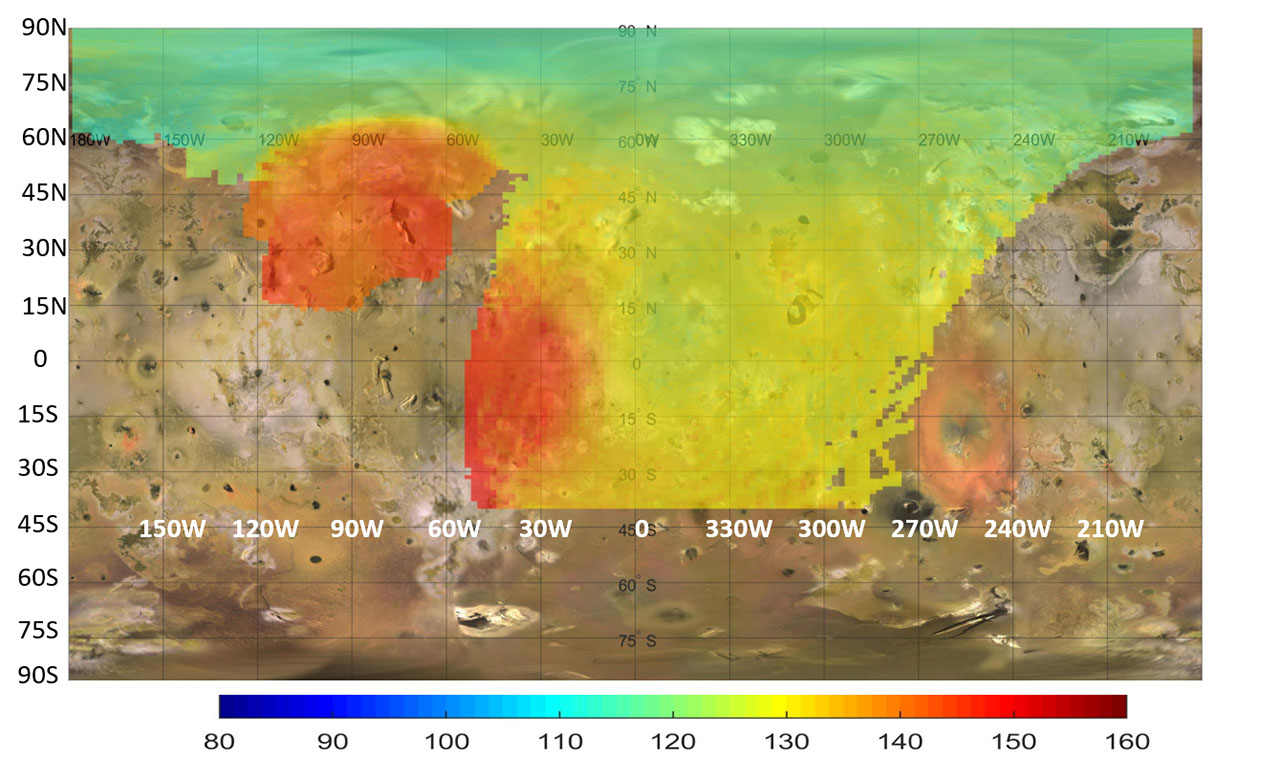 90N
90 N
75N
75° N
60N
180W 150W 120W 90W 60W 30W 0W 330W 300W 270W 240W 210W
60° N
45N
45° N
30N
30° N
15N
15° N
0
0°
15S
15° S
30S
30° S
150W 120W 90W 60W 30W 0 330W 300W 270W 240W 210W
45S
45° S
60S
60° S
75S
75° S
90S
80 90 100 110 120 130 140 150 160